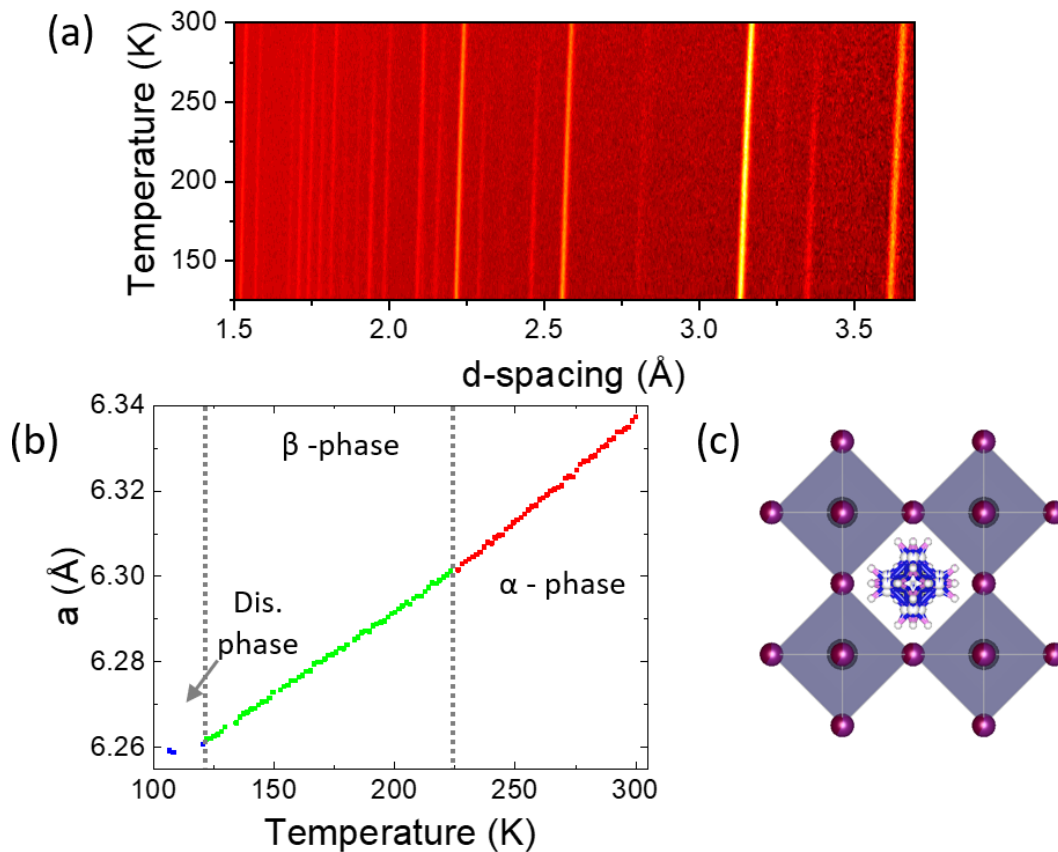 (a)
Temperature (K)
300
250
200
150
1.5 2.0 2.5 3.0 3.5
d-spacing (Å)
(b)
a (Å)
6.34
6.32
6.30
6.28
6.26
β -phase
α - phase
Dis.
phase
100 150 200 250 300
Temperature (K)
(c)